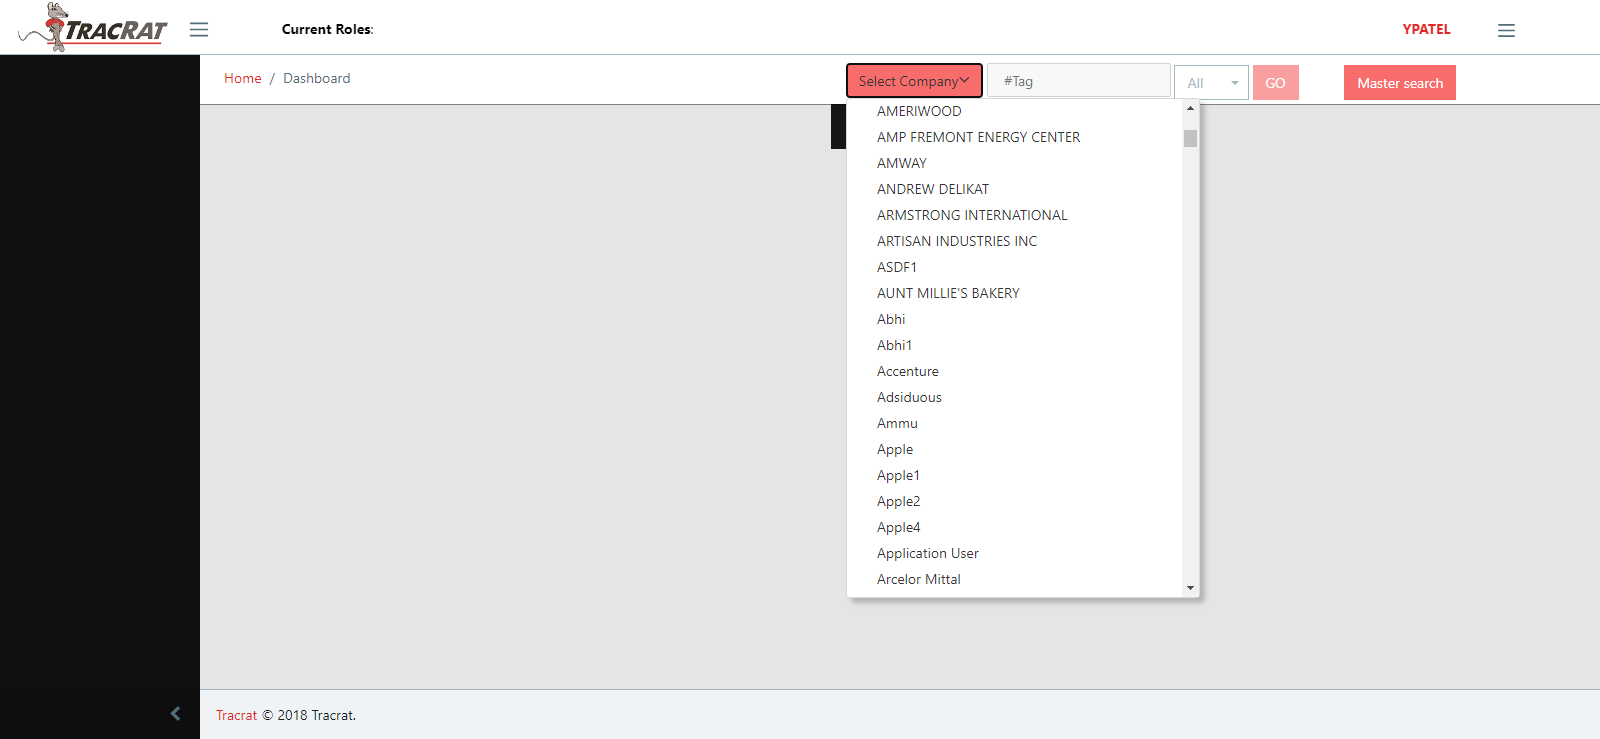 TRACRAT
Current Roles:
YPATEL
Home / Dashboard
Select Company
#Tag
All
GO
Master search
AMERIWOOD
AMP FREMONT ENERGY CENTER
AMWAY
ANDREW DELIKAT
ARMSTRONG INTERNATIONAL
ARTISAN INDUSTRIES INC
ASDF1
AUNT MILLIE'S BAKERY
Abhi
Abhi1
Accenture
Adsiduous
Ammu
Apple
Apple1
Apple2
Apple4
Application User
Arcelor Mittal
Tracrat © 2018 Tracrat.